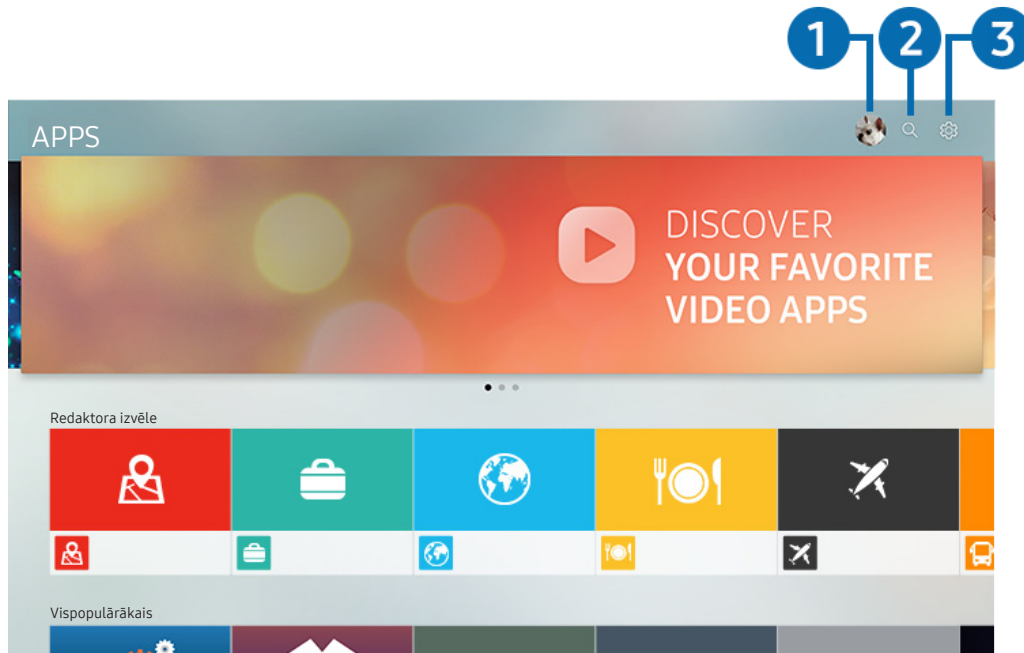 1 2 3
APPS
DISCOVER
YOUR FAVORITE
VIDEO APPS
Redaktora izvēle
Vispopulārākais